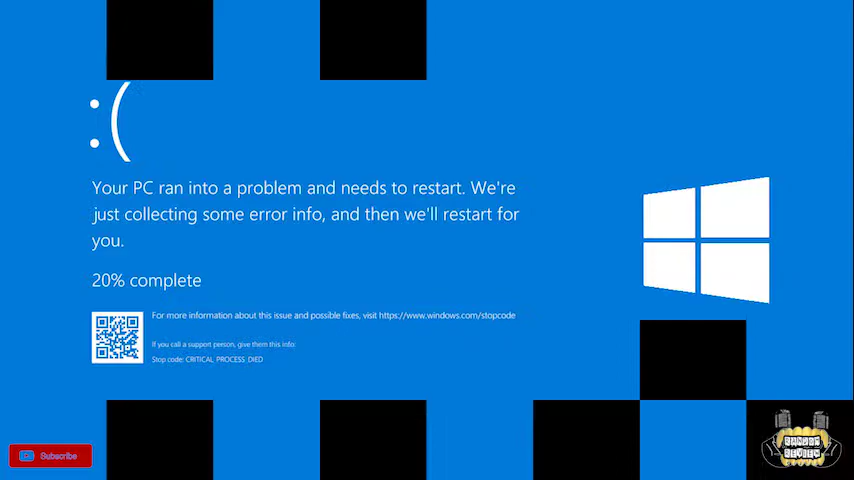 :(
Your PC ran into a problem and needs to restart. We're
just collecting some error info, and then we'll restart for
you.
20% complete
For more information about this issue and possible fixes, visit https://www.windows.com/stopcode
If you call a support person, give them this info:
Stop code: CRITICAL_PROCESS_DIED
Subscribe
BANGER
REVIEW